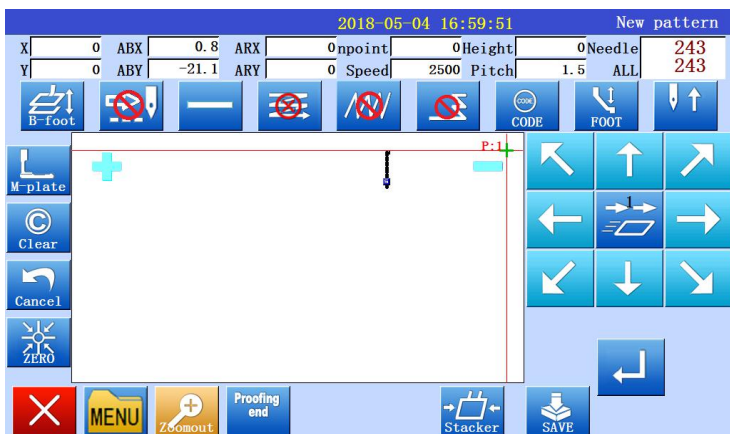 2018-05-04 16:59:51 New pattern
X 0 ABX 0.8 ARX 0 npoint 0 Height 0 Needle 243
Y 0 ABY -21.1 ARY 0 Speed 2500 Pitch 1.5 ALL 243
B-foot CODE CODE FOOT
P:1
M-plate
1
Clear
Cancel
ZERO
MENU Zoomout Proofing end Stacker SAVE